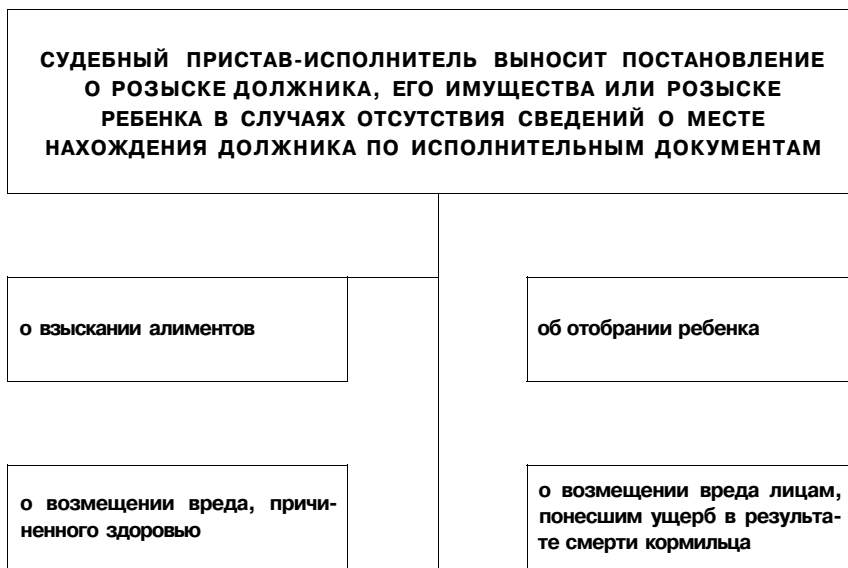 СУДЕБНЫЙ ПРИСТАВ-ИСПОЛНИТЕЛЬ ВЫНОСИТ ПОСТАНОВЛЕНИЕ
О РОЗЫСКЕ ДОЛЖНИКА, ЕГО ИМУЩЕСТВА ИЛИ РОЗЫСКЕ
РЕБЕНКА В СЛУЧАЯХ ОТСУТСТВИЯ СВЕДЕНИЙ О МЕСТЕ
НАХОЖДЕНИЯ ДОЛЖНИКА ПО ИСПОЛНИТЕЛЬНЫМ ДОКУМЕНТАМ
о взыскании алиментов
об отобрании ребенка
о возмещении вреда, причи-
ненного здоровью
о возмещении вреда лицам,
понесшим ущерб в результа-
те смерти кормильца